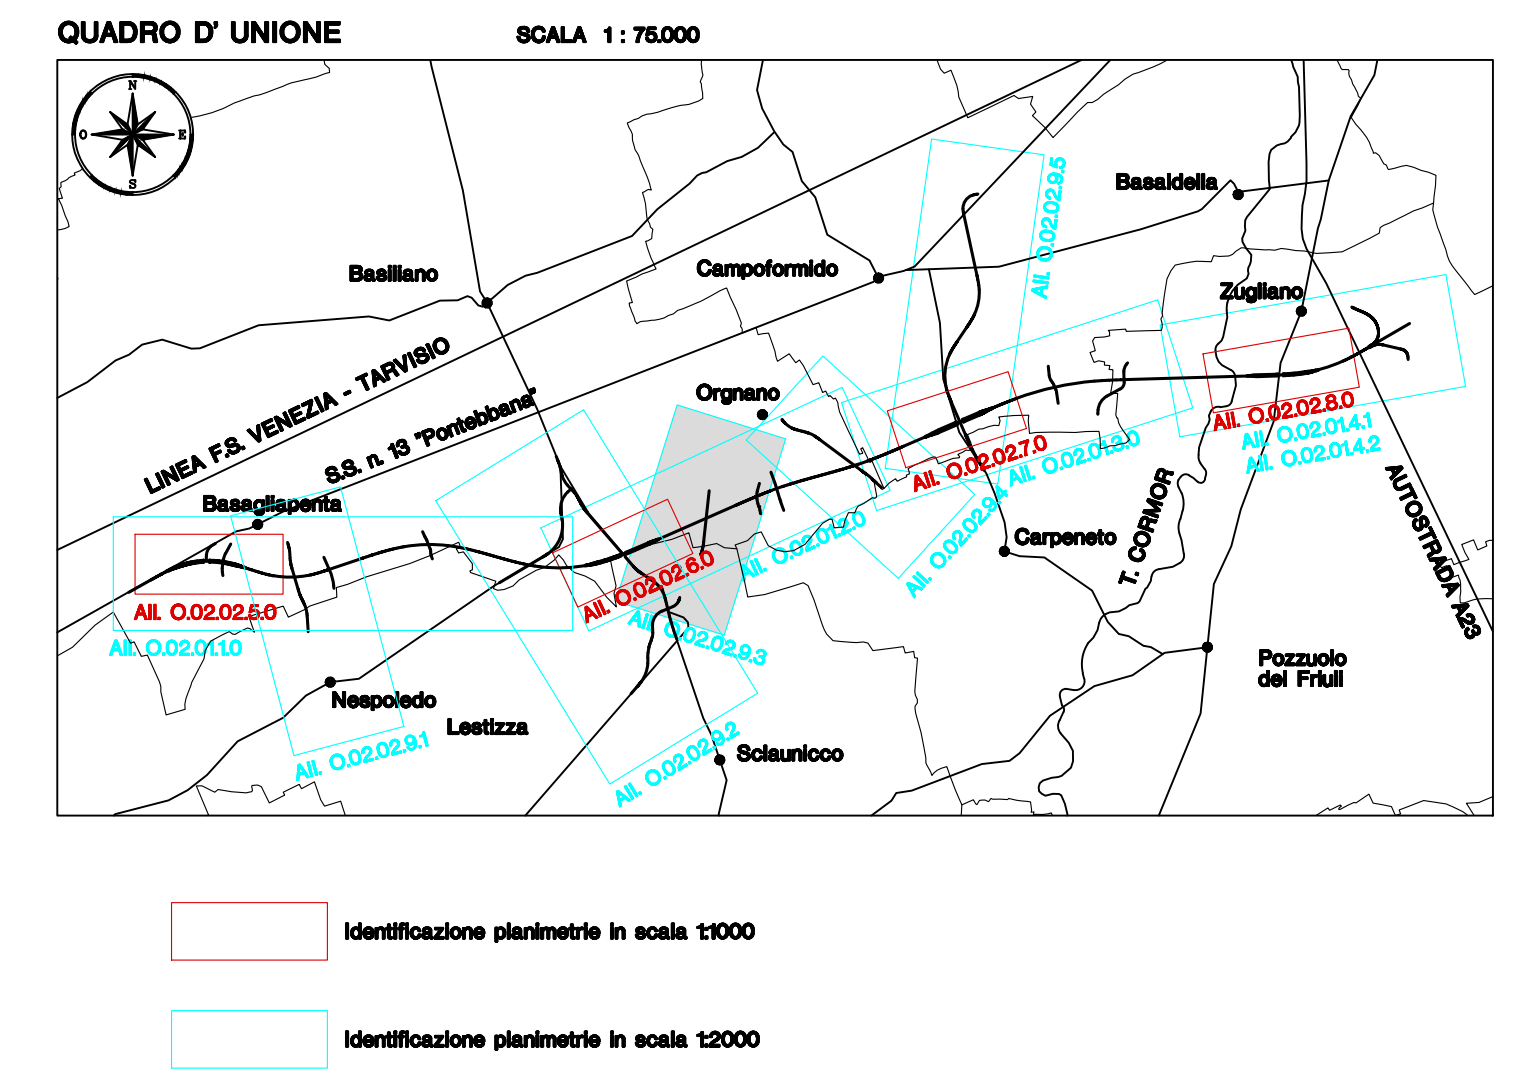 QUADRO D' UNIONE
SCALA 1 : 75.000
N
O
E
S
All. O.02.02.9.5
Basaldella
Basiliano
Campoformido
Zugliano
LINEA F.S. VENEZIA - TARVISIO
S.S. n. 13 "Pontebbana"
Orgnano
All. O.02.02.8.0
All. O.02.01.4.1
All. O.02.01.4.2
All. O.02.02.7.0
All. O.02.01.3.0
Basagliapenta
All. O.02.01.2.0
All. O.02.02.9.4
Carpeneto
T. CORMOR
AUTOSTRADA A23
All. O.02.02.6.0
All. O.02.02.5.0
All. O.02.01.1.0
All. O.02.02.9.3
Pozzuolo
del Friuli
Nespoledo
Lestizza
All. O.02.02.9.1
All. O.02.02.9.2
Sclaunicco
Identificazione planimetrie in scala 1:1000
Identificazione planimetrie in scala 1:2000